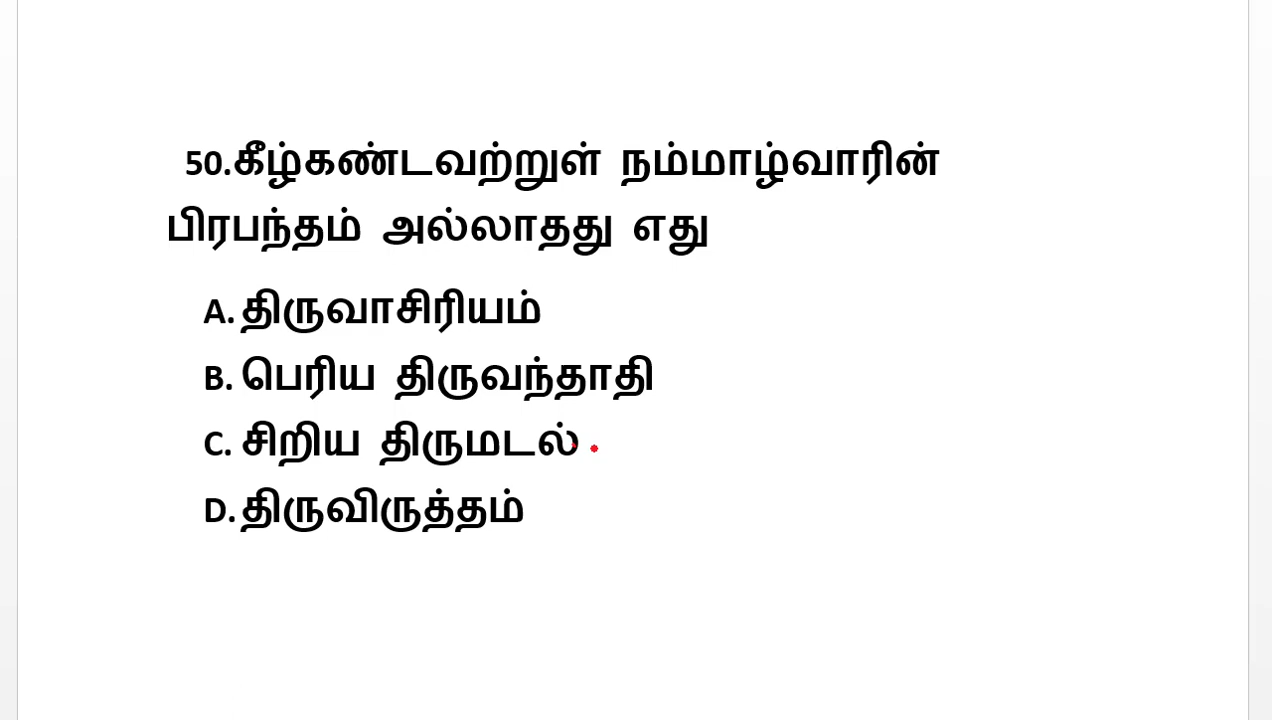 50.கீழ்கண்டவற்றுள் நம்மாழ்வாரின்
பிரபந்தம் அல்லாதது எது
A.திருவாசிரியம்
B. பெரிய திருவந்தாதி
C. சிறிய திருமடல்
D.திருவிருத்தம்